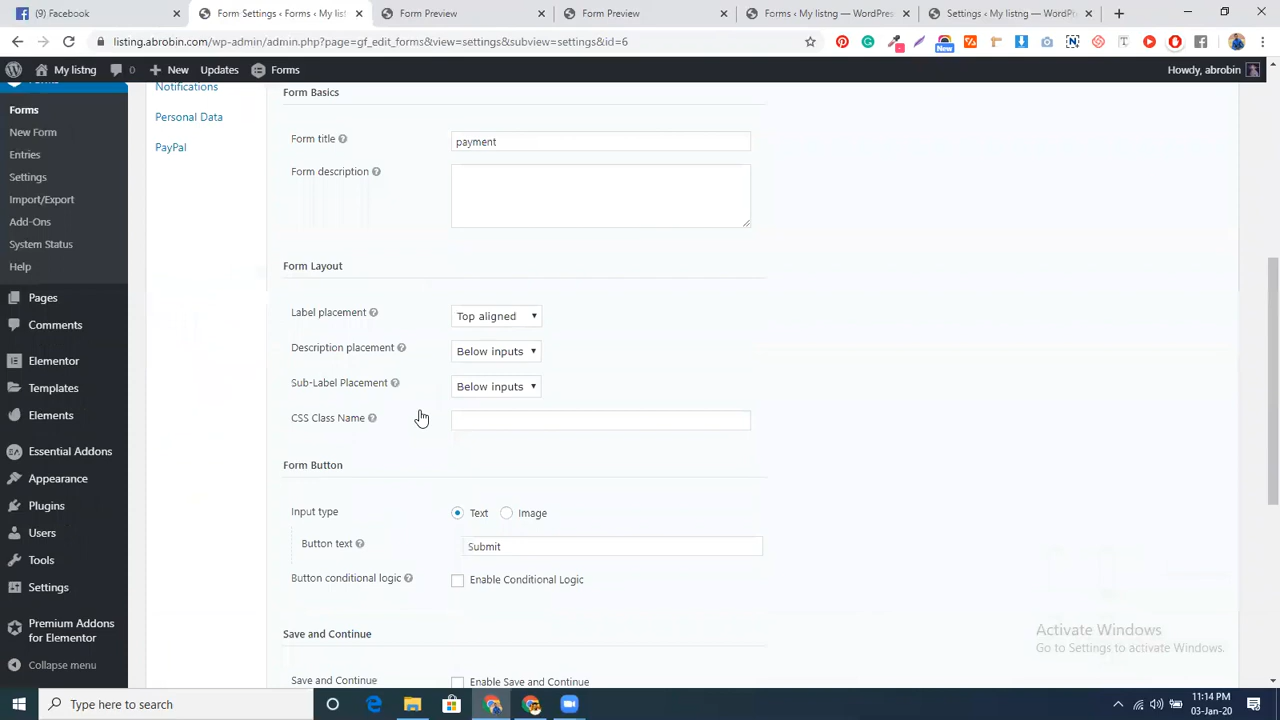 (9) Facebook
Form Settings ‹ Forms ‹ My list
Form Preview
Form Preview
Forms ‹ My listng — WordPres
Settings ‹ My listng — WordPr
listing.abrobin.com/wp-admin/admin.php?page=gf_edit_forms&view=settings&subview=settings&id=6
New
My listng
0
New
Updates
Forms
Howdy, abrobin
Forms
New Form
Entries
Settings
Import/Export
Add-Ons
System Status
Help
Pages
Comments
Elementor
Templates
Elements
Essential Addons
Appearance
Plugins
Users
Tools
Settings
Premium Addons
for Elementor
Collapse menu
Notifications
Personal Data
PayPal
Form Basics
Form title
payment
Form description
Form Layout
Label placement
Top aligned
Description placement
Below inputs
Sub-Label Placement
Below inputs
CSS Class Name
Form Button
Input type
Text
Image
Button text
Submit
Button conditional logic
Enable Conditional Logic
Save and Continue
Save and Continue
Enable Save and Continue
Activate Windows
Go to Settings to activate Windows.
Type here to search
11:14 PM
03-Jan-20